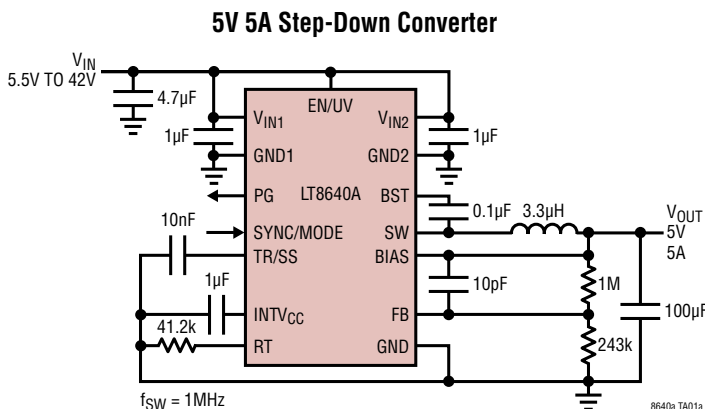 5V 5A Step-Down Converter
VIN
5.5V TO 42V
4.7µF
EN/UV
VIN1
VIN2
1µF
1µF
GND1
GND2
PG
LT8640A
BST
10nF
0.1µF
3.3µH
VOUT
5V
5A
SYNC/MODE
SW
TR/SS
BIAS
1µF
10pF
1M
100µF
INTVCC
FB
41.2k
RT
GND
243k
fSW = 1MHz
8640a TA01a